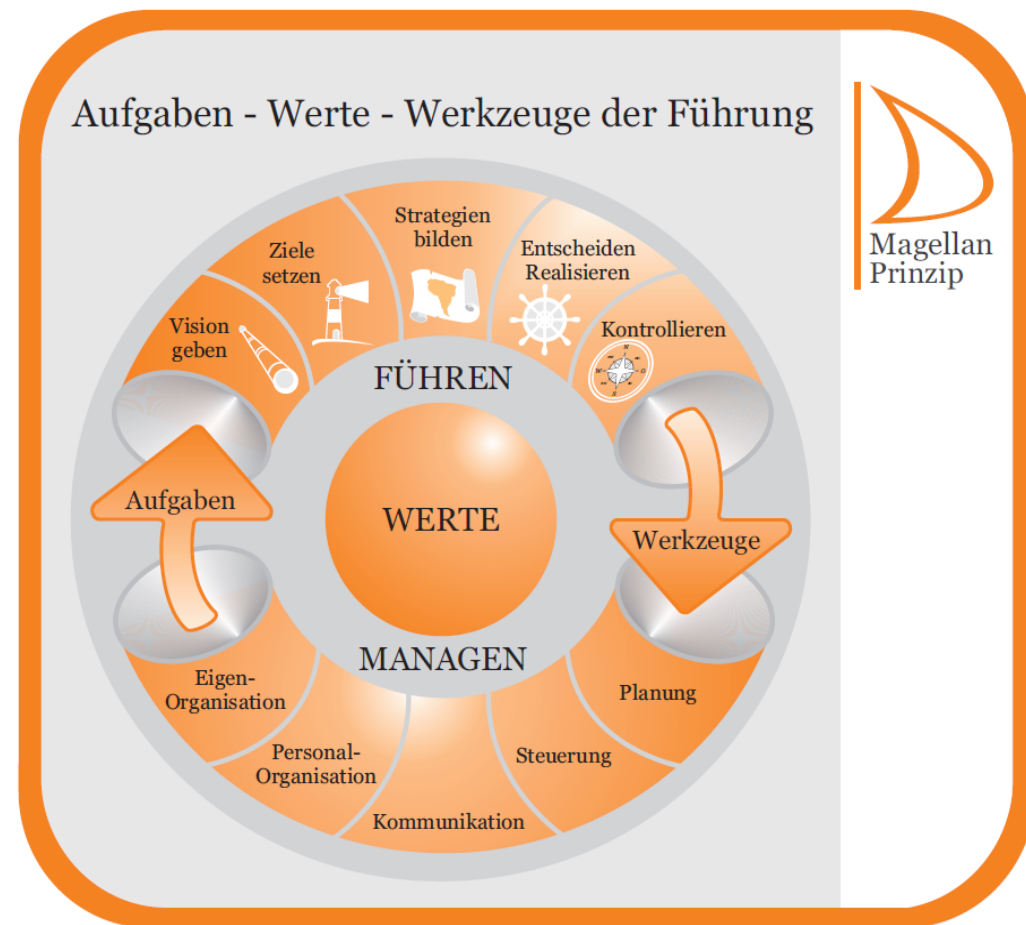 Aufgaben - Werte - Werkzeuge der Führung
Magellan
Prinzip
Vision
geben
Ziele
setzen
Strategien
bilden
Entscheiden
Realisieren
Kontrollieren
FÜHREN
Aufgaben
WERTE
Werkzeuge
MANAGEN
Eigen-
Organisation
Personal-
Organisation
Kommunikation
Steuerung
Planung